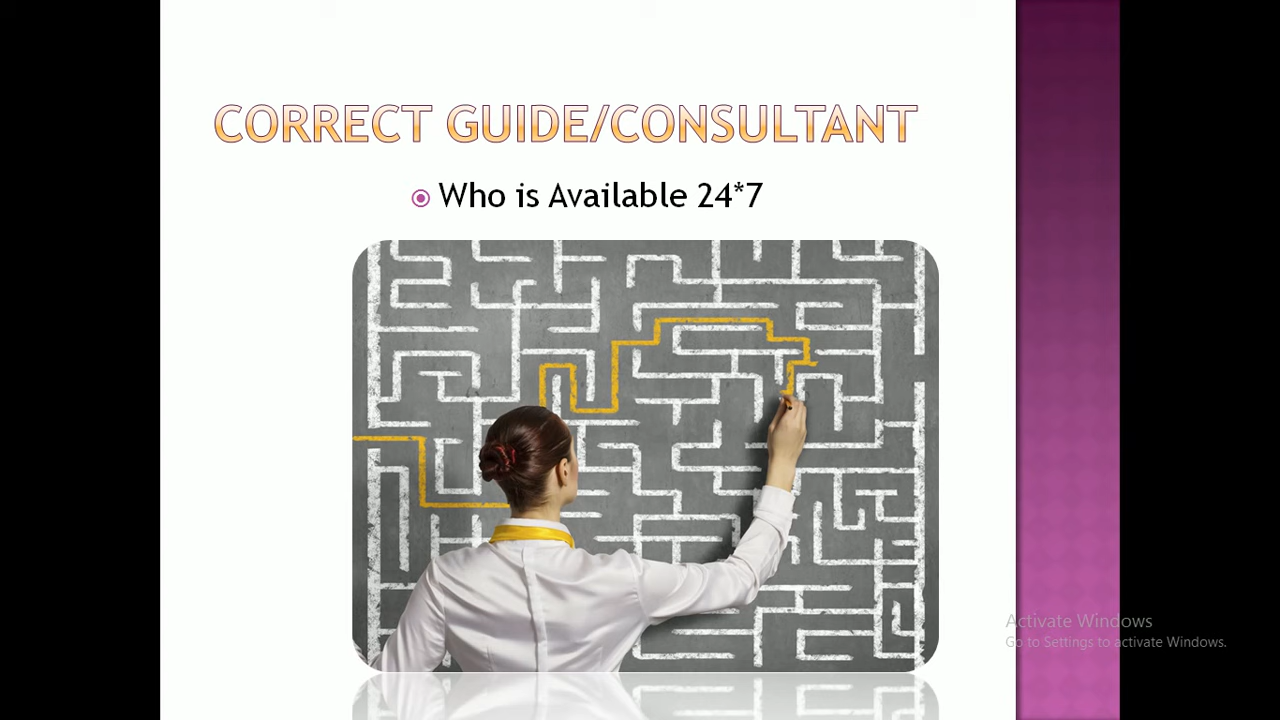 CORRECT GUIDE/CONSULTANT
Who is Available 24*7
Activate Windows
Go to Settings to activate Windows.